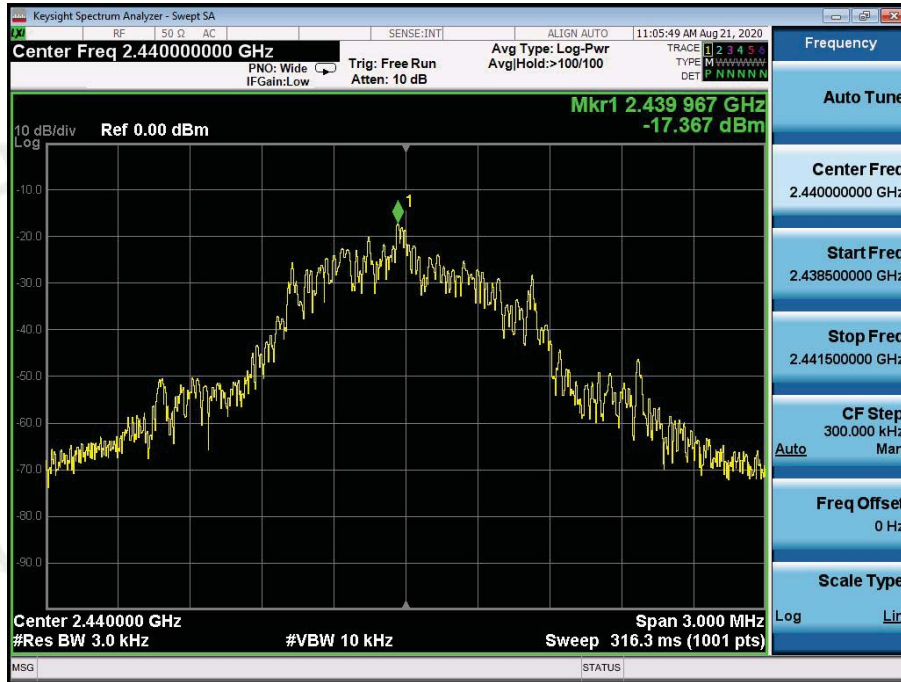 Keysight Spectrum Analyzer - Swept SA
LXI RF 50 Ω AC SENSE:INT ALIGN AUTO 11:05:49 AM Aug 21, 2020
Center Freq 2.440000000 GHz
PNO: Wide
IFGain:Low
Trig: Free Run
Atten: 10 dB
Avg Type: Log-Pwr
Avg|Hold:>100/100
TRACE 1 2 3 4 5 6
TYPE M WWWWW
DET P N N N N N
Mkr1 2.439 967 GHz
-17.367 dBm
10 dB/div Ref 0.00 dBm
Log
1
-10.0
-20.0
-30.0
-40.0
-50.0
-60.0
-70.0
-80.0
-90.0
Center 2.440000 GHz Span 3.000 MHz
#Res BW 3.0 kHz #VBW 10 kHz Sweep 316.3 ms (1001 pts)
MSG STATUS
Frequency
Auto Tune
Center Freq
2.440000000 GHz
Start Freq
2.438500000 GHz
Stop Freq
2.441500000 GHz
CF Step
300.000 kHz
Auto Man
Freq Offset
0 Hz
Scale Type
Log Lin